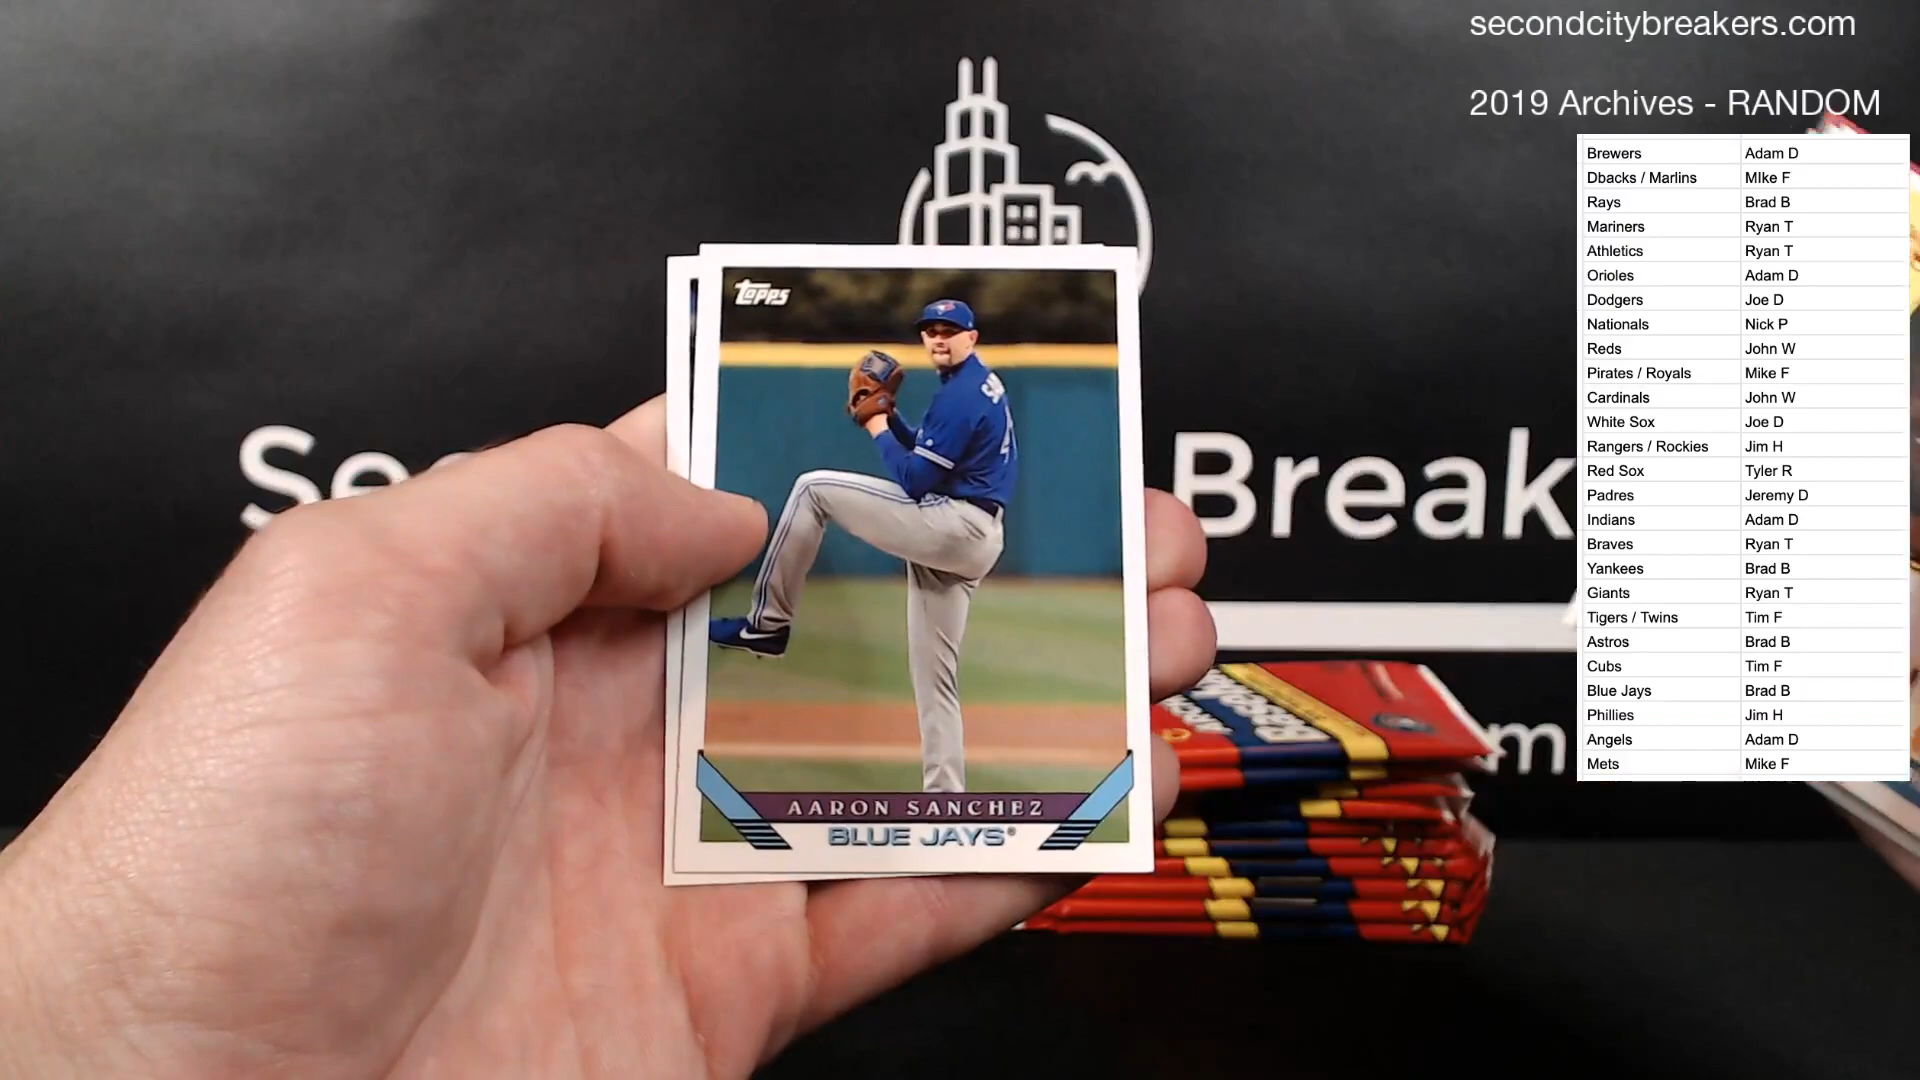 secondcitybreakers.com
2019 Archives - RANDOM
Brewers Adam D
Dbacks / Marlins MIke F
Rays Brad B
Mariners Ryan T
Athletics Ryan T
Orioles Adam D
Dodgers Joe D
Nationals Nick P
Reds John W
Pirates / Royals Mike F
Cardinals John W
White Sox Joe D
Rangers / Rockies Jim H
Red Sox Tyler R
Padres Jeremy D
Indians Adam D
Braves Ryan T
Yankees Brad B
Giants Ryan T
Tigers / Twins Tim F
Astros Brad B
Cubs Tim F
Blue Jays Brad B
Phillies Jim H
Angels Adam D
Mets Mike F
Topps
AARON SANCHEZ
BLUE JAYS
Se Break
m
Baseball